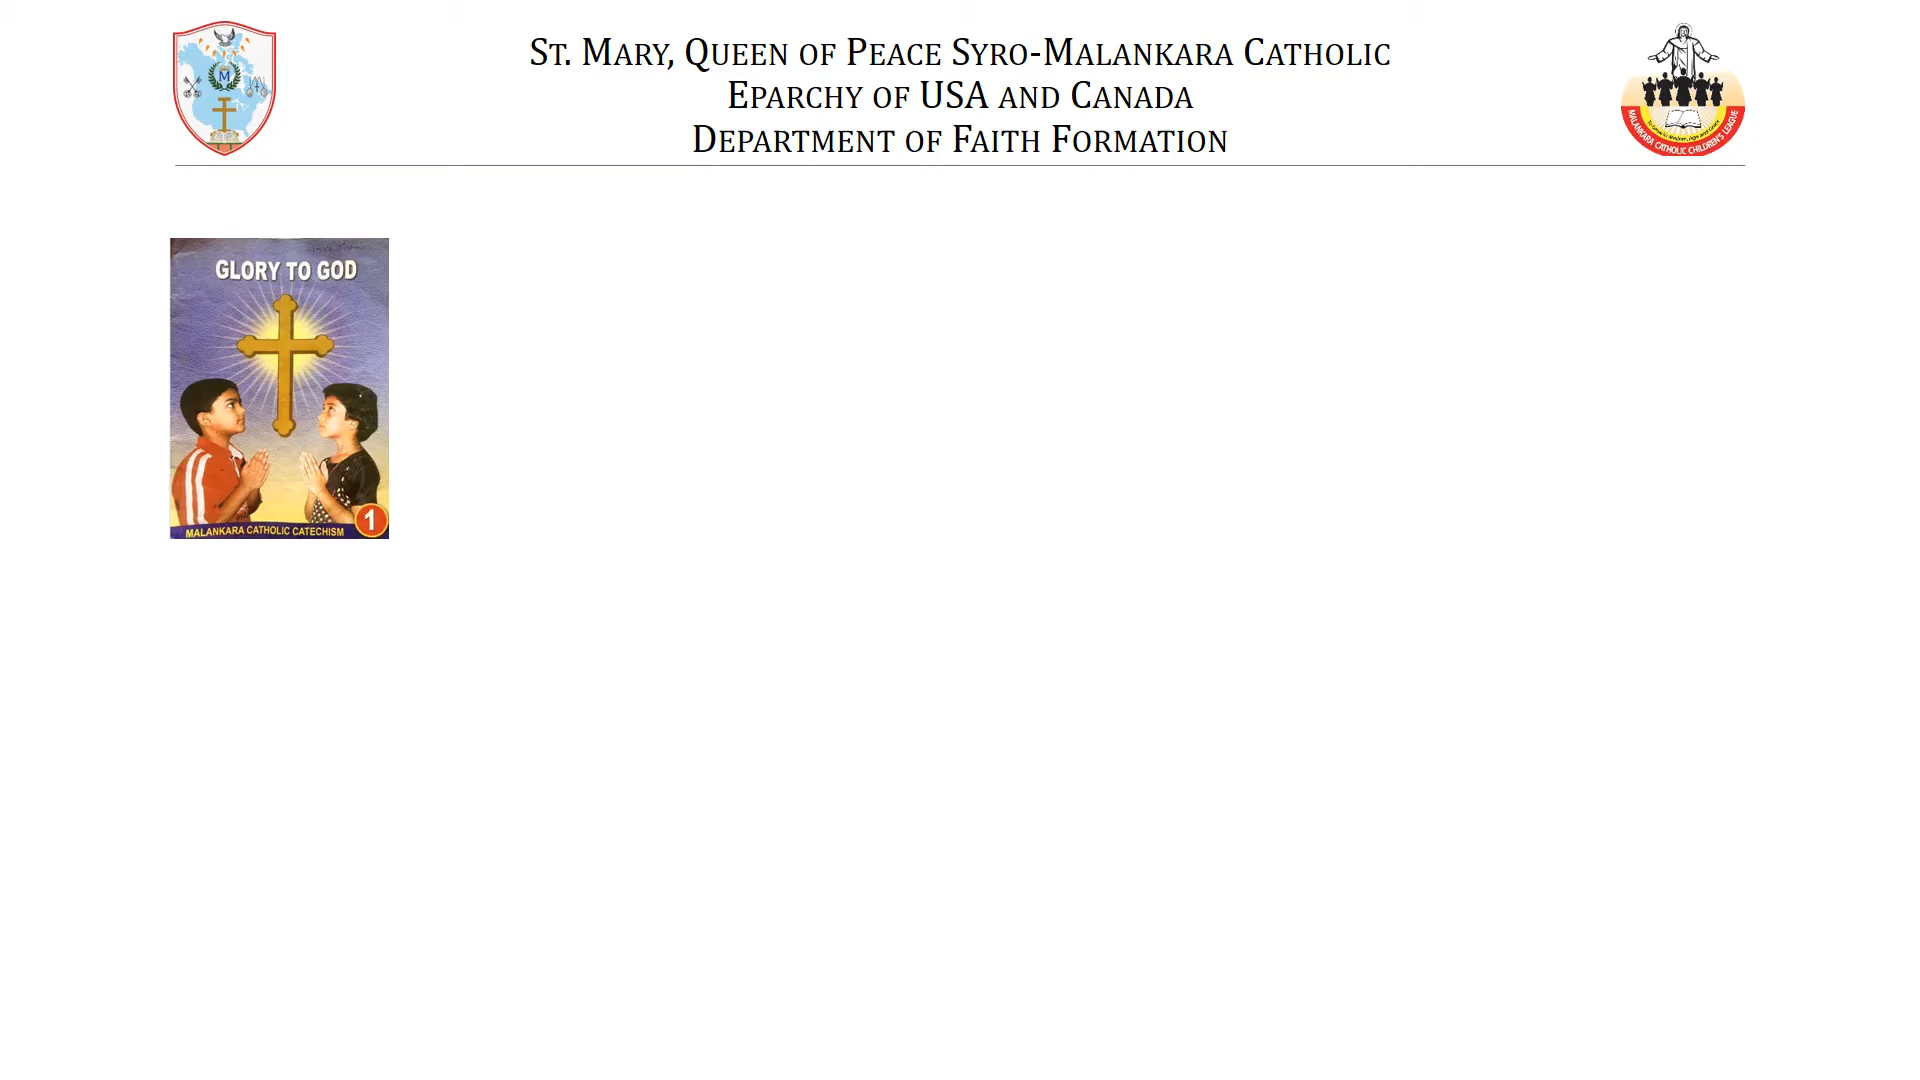 St. Mary, Queen of Peace Syro-Malankara Catholic
Eparchy of USA and Canada
Department of Faith Formation
M
MALANKARA CATHOLIC CHILDREN'S LEAGUE
GLORY TO GOD
MALANKARA CATHOLIC CATECHISM
1